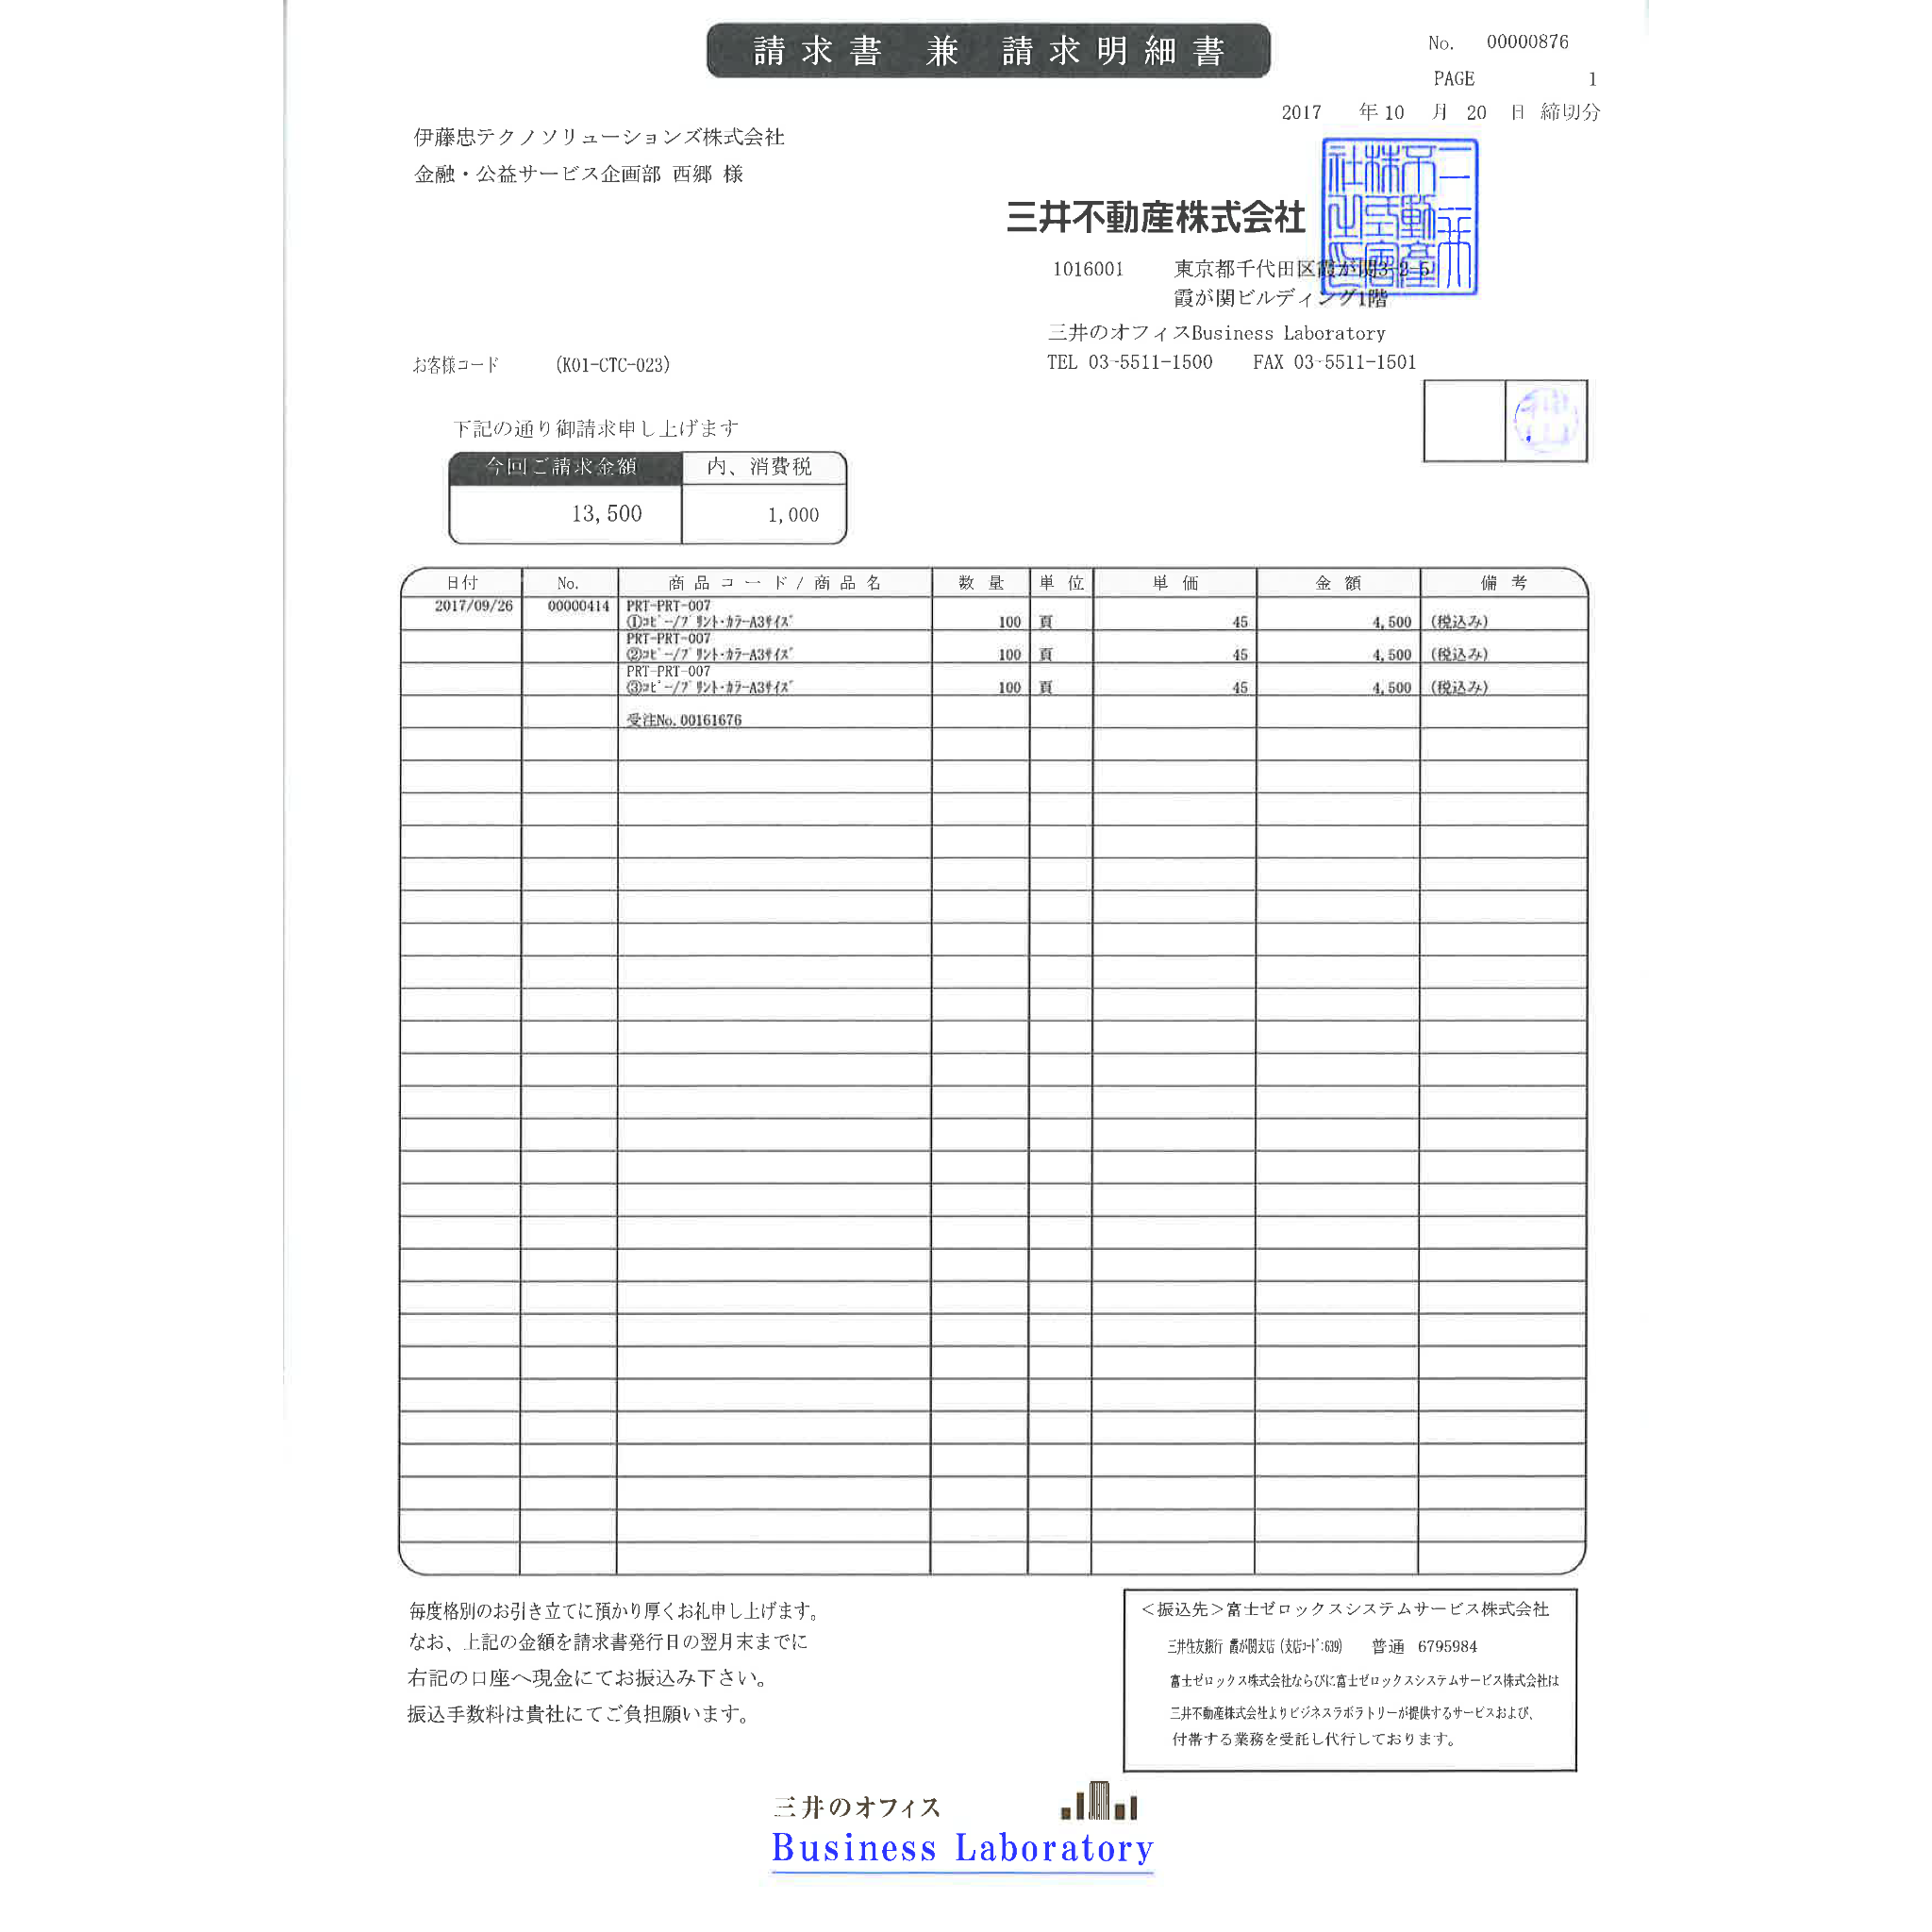 請求書 兼 請求明細書
No. 00000876
PAGE 1
2017 年 10 月 20 日 締切分
伊藤忠テクノソリューションズ株式会社
金融・公益サービス企画部 西郷 様
三井不動産株式会社
1016001 東京都千代田区霞が関3-2-5
霞が関ビルディング1階
三井のオフィスBusiness Laboratory
お客様コード (K01-CTC-023)
TEL 03-5511-1500 FAX 03-5511-1501
下記の通り御請求申し上げます
今回ご請求金額 内、消費税
13,500 1,000
日付 No. 商品コード/商品名 数量 単位 単価 金額 備考
2017/09/26 00000414 PRT-PRT-007
①ｺﾋﾟｰ/ﾌﾟﾘﾝﾄ･ｶﾗｰA3ｻｲｽﾞ 100 頁 45 4,500 (税込み)
PRT-PRT-007
②ｺﾋﾟｰ/ﾌﾟﾘﾝﾄ･ｶﾗｰA3ｻｲｽﾞ 100 頁 45 4,500 (税込み)
PRT-PRT-007
③ｺﾋﾟｰ/ﾌﾟﾘﾝﾄ･ｶﾗｰA3ｻｲｽﾞ 100 頁 45 4,500 (税込み)
受注No.00161676
毎度格別のお引き立てに預かり厚くお礼申し上げます。
なお、上記の金額を請求書発行日の翌月末までに
右記の口座へ現金にてお振込み下さい。
振込手数料は貴社にてご負担願います。
＜振込先＞富士ゼロックスシステムサービス株式会社
三井住友銀行 霞が関支店 (支店ｺｰﾄﾞ:639) 普通 6795984
富士ゼロックス株式会社ならびに富士ゼロックスシステムサービス株式会社は
三井不動産株式会社よりビジネスラボラトリーが提供するサービスおよび、
付帯する業務を受託し代行しております。
三井のオフィス
Business Laboratory